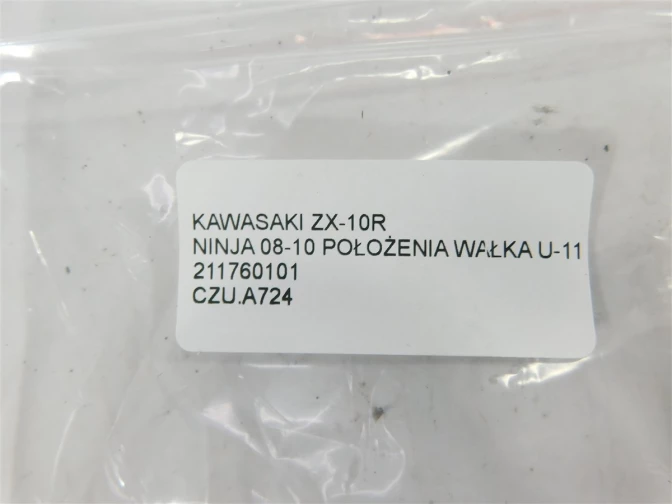 KAWASAKI ZX-10R
NINJA 08-10 POŁOŻENIA WAŁKA U-11
211760101
CZU.A724